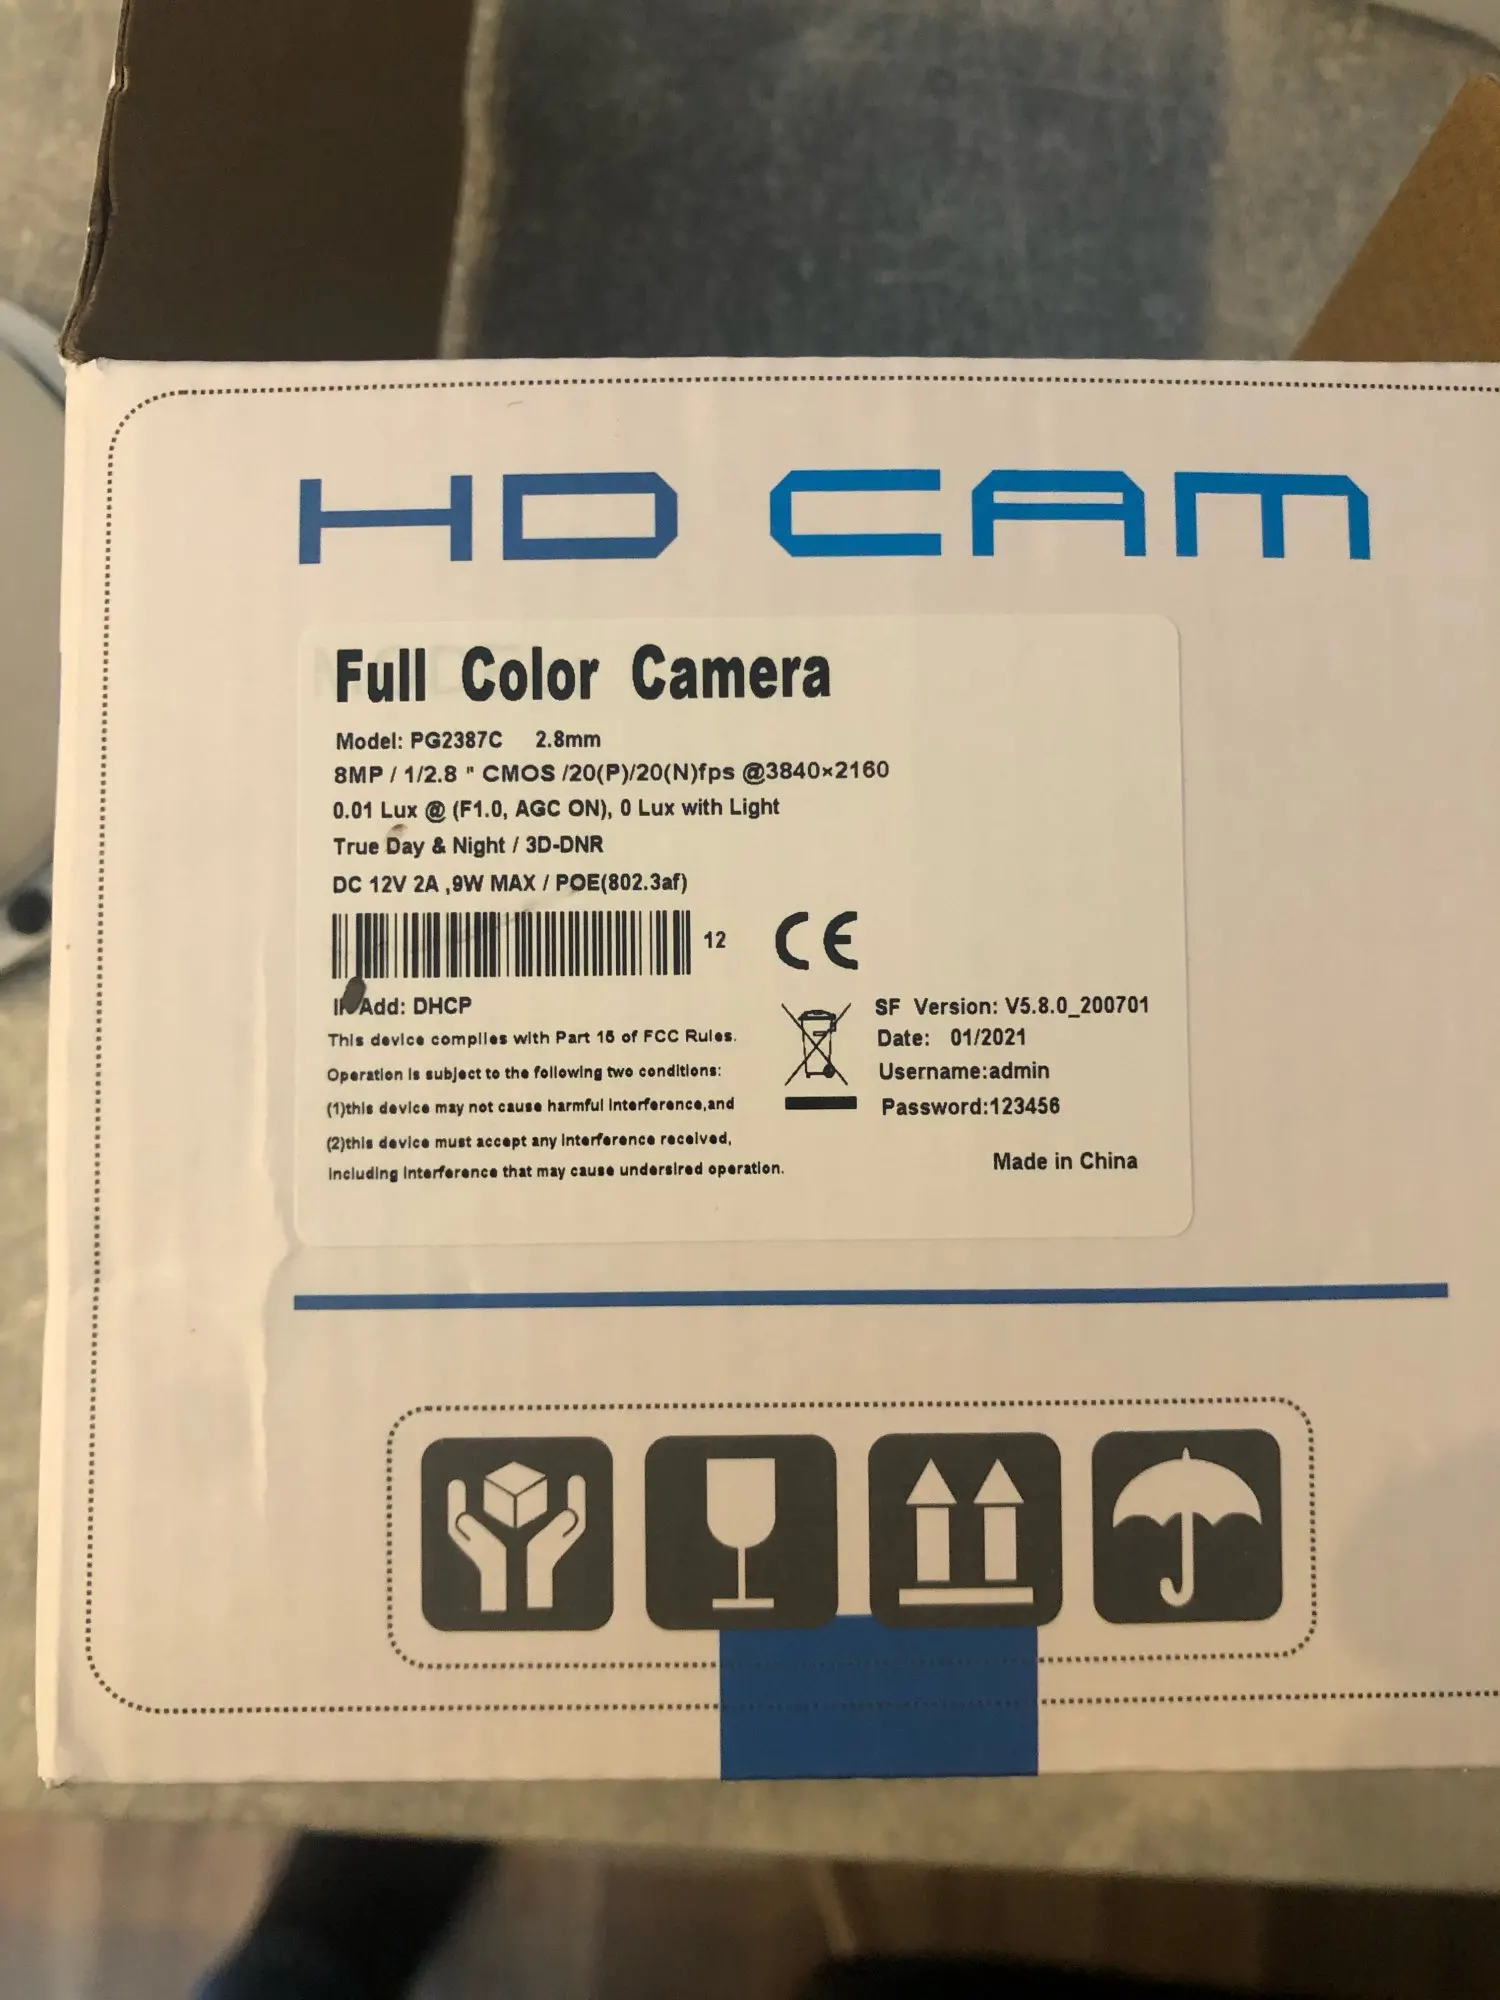 HD CAM
Full Color Camera
Model: PG2387C 2.8mm
8MP / 1/2.8 " CMOS /20(P)/20(N)fps @3840×2160
0.01 Lux @ (F1.0, AGC ON), 0 Lux with Light
True Day & Night / 3D-DNR
DC 12V 2A ,9W MAX / POE(802.3af)
12
CE
IP Add: DHCP
This device complies with Part 15 of FCC Rules.
Operation is subject to the following two conditions:
(1)this device may not cause harmful interference,and
(2)this device must accept any interference received,
including interference that may cause undersired operation.
SF Version: V5.8.0_200701
Date: 01/2021
Username:admin
Password:123456
Made in China